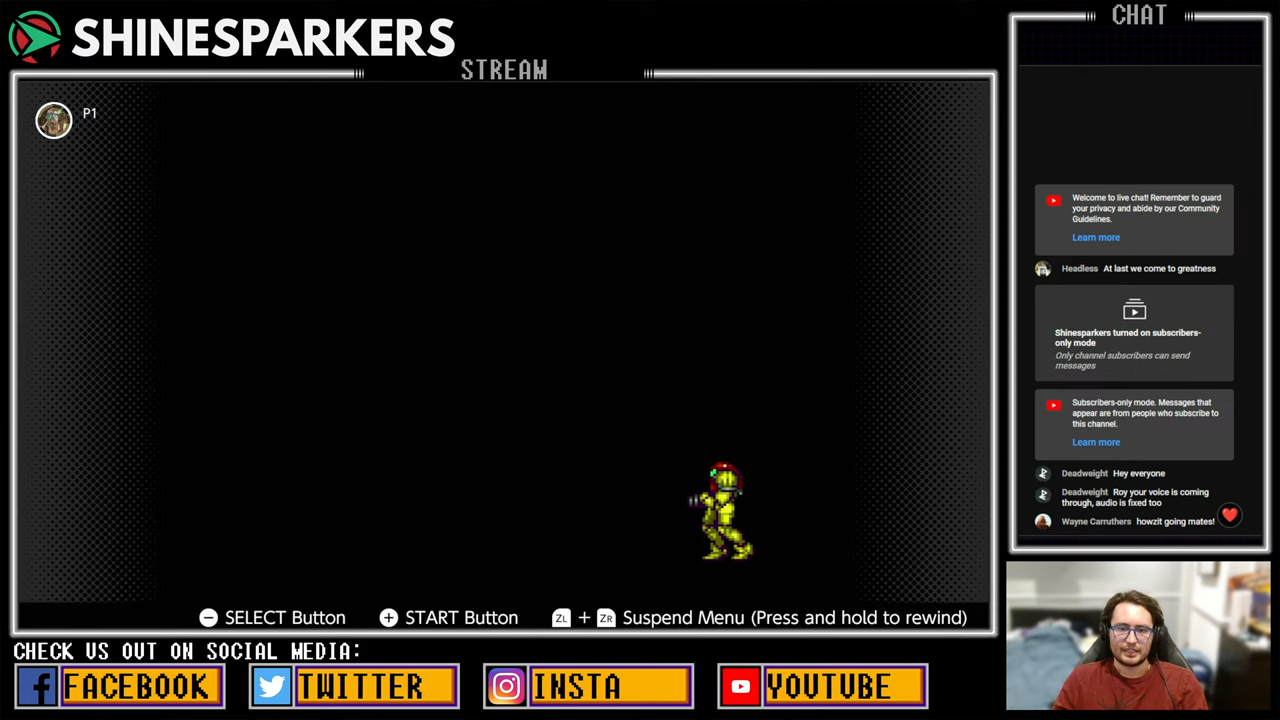 SHINESPARKERS
STREAM
CHAT
P1
Welcome to live chat! Remember to guard
your privacy and abide by our Community
Guidelines.
Learn more
Headless At last we come to greatness
Shinesparkers turned on subscribers-
only mode
Only channel subscribers can send
messages
Subscribers-only mode. Messages that
appear are from people who subscribe to
this channel.
Learn more
Deadweight Hey everyone
Deadweight Roy your voice is coming
through, audio is fixed too
Wayne Carruthers howzit going mates!
SELECT Button + START Button ZL + ZR Suspend Menu (Press and hold to rewind)
CHECK US OUT ON SOCIAL MEDIA:
FACEBOOK TWITTER INSTA YOUTUBE